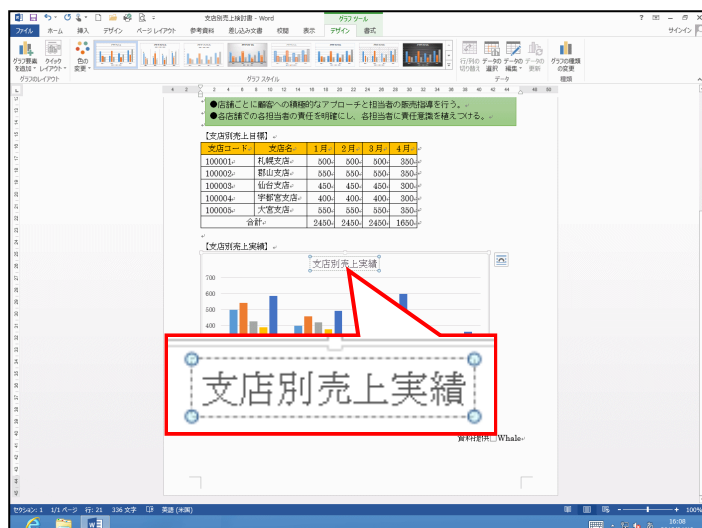 支店別売上検討書 - Word
グラフ ツール
ファイル ホーム 挿入 デザイン ページ レイアウト 参考資料 差し込み文書 校閲 表示 デザイン 書式
サインイン
グラフ要素を追加 クイック レイアウト 色の変更
行/列の切り替え データの選択 データの編集 データの更新 グラフの種類の変更
グラフのレイアウト グラフ スタイル データ 種類
●店舗ごとに顧客への積極的なアプローチと担当者の販売指導を行う。
●各店舗での各担当者の責任を明確にし、各担当者に責任意識を植えつける。
【支店別売上目標】
支店コード 支店名 1月 2月 3月 4月
100001 札幌支店 500 500 500 350
100002 郡山支店 550 550 550 350
100003 仙台支店 450 450 450 300
100004 宇都宮支店 400 400 400 300
100005 大宮支店 550 550 550 350
合計 2450 2450 2450 1650
【支店別売上実績】
支店別売上実績
700
600
500
400
支店別売上実績
資料提供□Whale
セクション: 1 1/1 ページ 行: 21 336 文字 英語 (米国)
100%
16:08